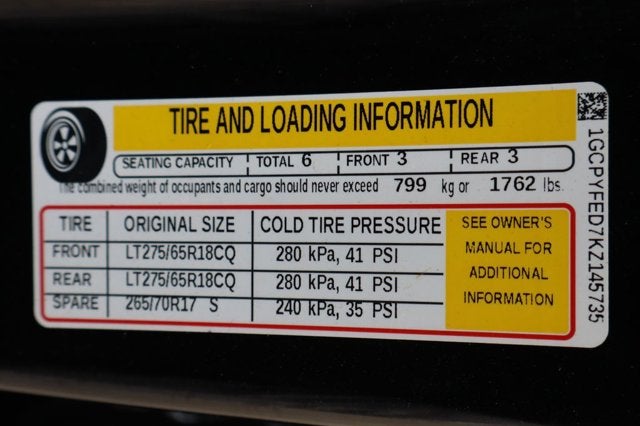 TIRE AND LOADING INFORMATION
SEATING CAPACITY TOTAL 6 FRONT 3 REAR 3
The combined weight of occupants and cargo should never exceed 799 kg or 1762 lbs.
TIRE ORIGINAL SIZE COLD TIRE PRESSURE
FRONT LT275/65R18CQ 280 kPa, 41 PSI
REAR LT275/65R18CQ 280 kPa, 41 PSI
SPARE 265/70R17 S 240 kPa, 35 PSI
SEE OWNER'S
MANUAL FOR
ADDITIONAL
INFORMATION
1GCPYFED7KZ145735